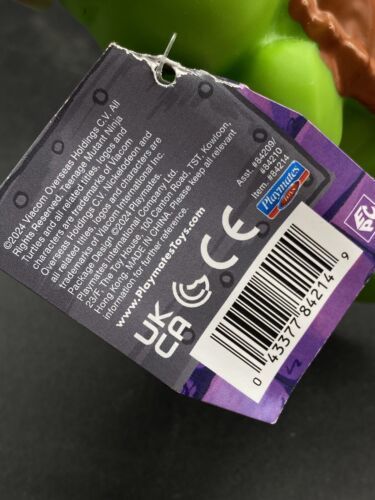 ©2024 Viacom Overseas Holdings C.V. All
Rights Reserved. Teenage Mutant Ninja
Turtles and all related titles, logos and
characters are trademarks of Viacom
Overseas Holdings C.V. Nickelodeon and
all related titles, logos and characters are
Trademarks of Viacom International Inc.
Package Design ©2024 Playmates.
Playmates International Company Ltd.
23/F, The Toy House, 100 Canton Road, TST, Kowloon,
Hong Kong. MADE IN CHINA. Please keep all relevant
information for further reference.
www.PlaymatesToys.com
Asst. #84209/
#84210
Item #84214
Playmates
TOYS
UK
CA
CE
0 43377 84214 9